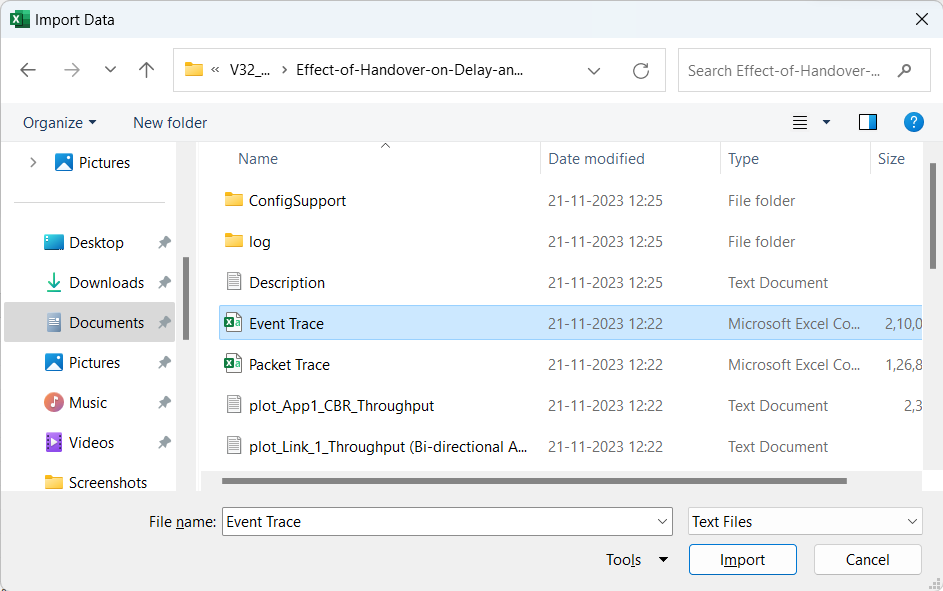 Import Data
« V32_... > Effect-of-Handover-on-Delay-an...
Search Effect-of-Handover-...
Organize
New folder
?
Pictures
Desktop
Downloads
Documents
Pictures
Music
Videos
Screenshots
Name Date modified Type Size
ConfigSupport 21-11-2023 12:25 File folder
log 21-11-2023 12:25 File folder
Description 21-11-2023 12:25 Text Document
Event Trace 21-11-2023 12:22 Microsoft Excel Co... 2,10,0
Packet Trace 21-11-2023 12:22 Microsoft Excel Co... 1,26,8
plot_App1_CBR_Throughput 21-11-2023 12:22 Text Document 2,3
plot_Link_1_Throughput (Bi-directional A... 21-11-2023 12:22 Text Document
File name: Event Trace
Text Files
Tools
Import
Cancel